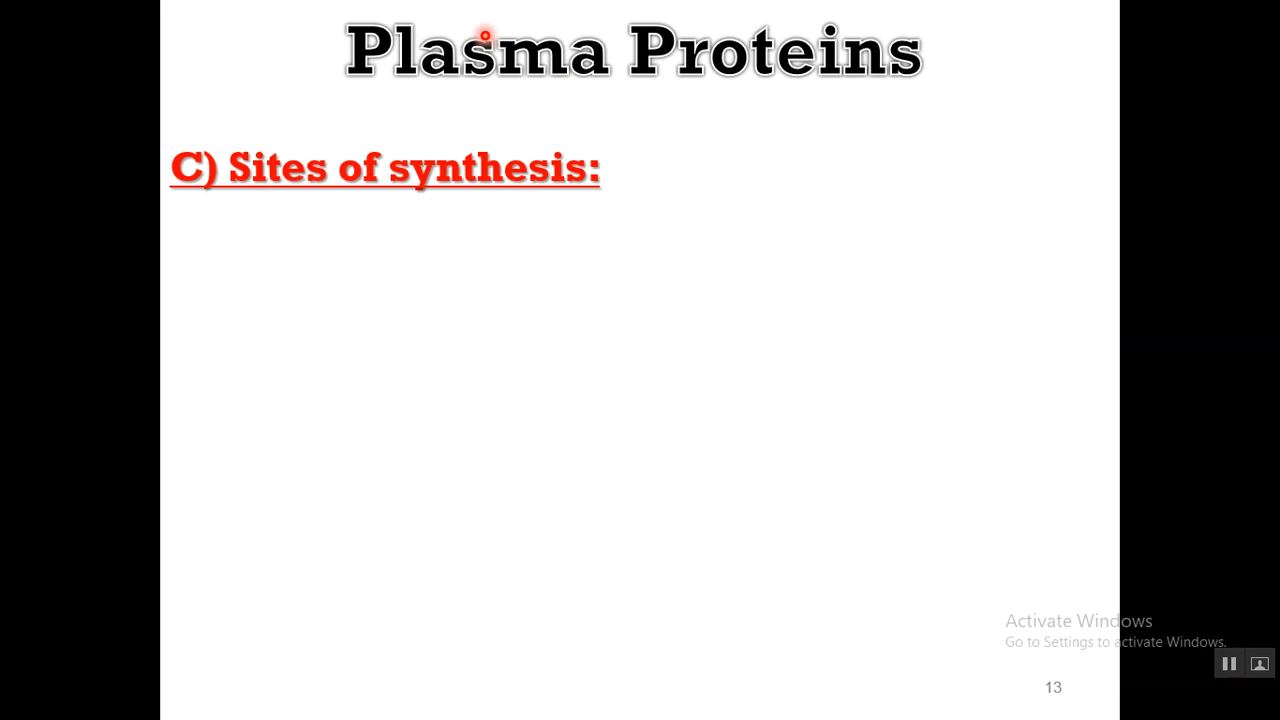 Plasma Proteins
C) Sites of synthesis:
Activate Windows
Go to Settings to activate Windows.
13